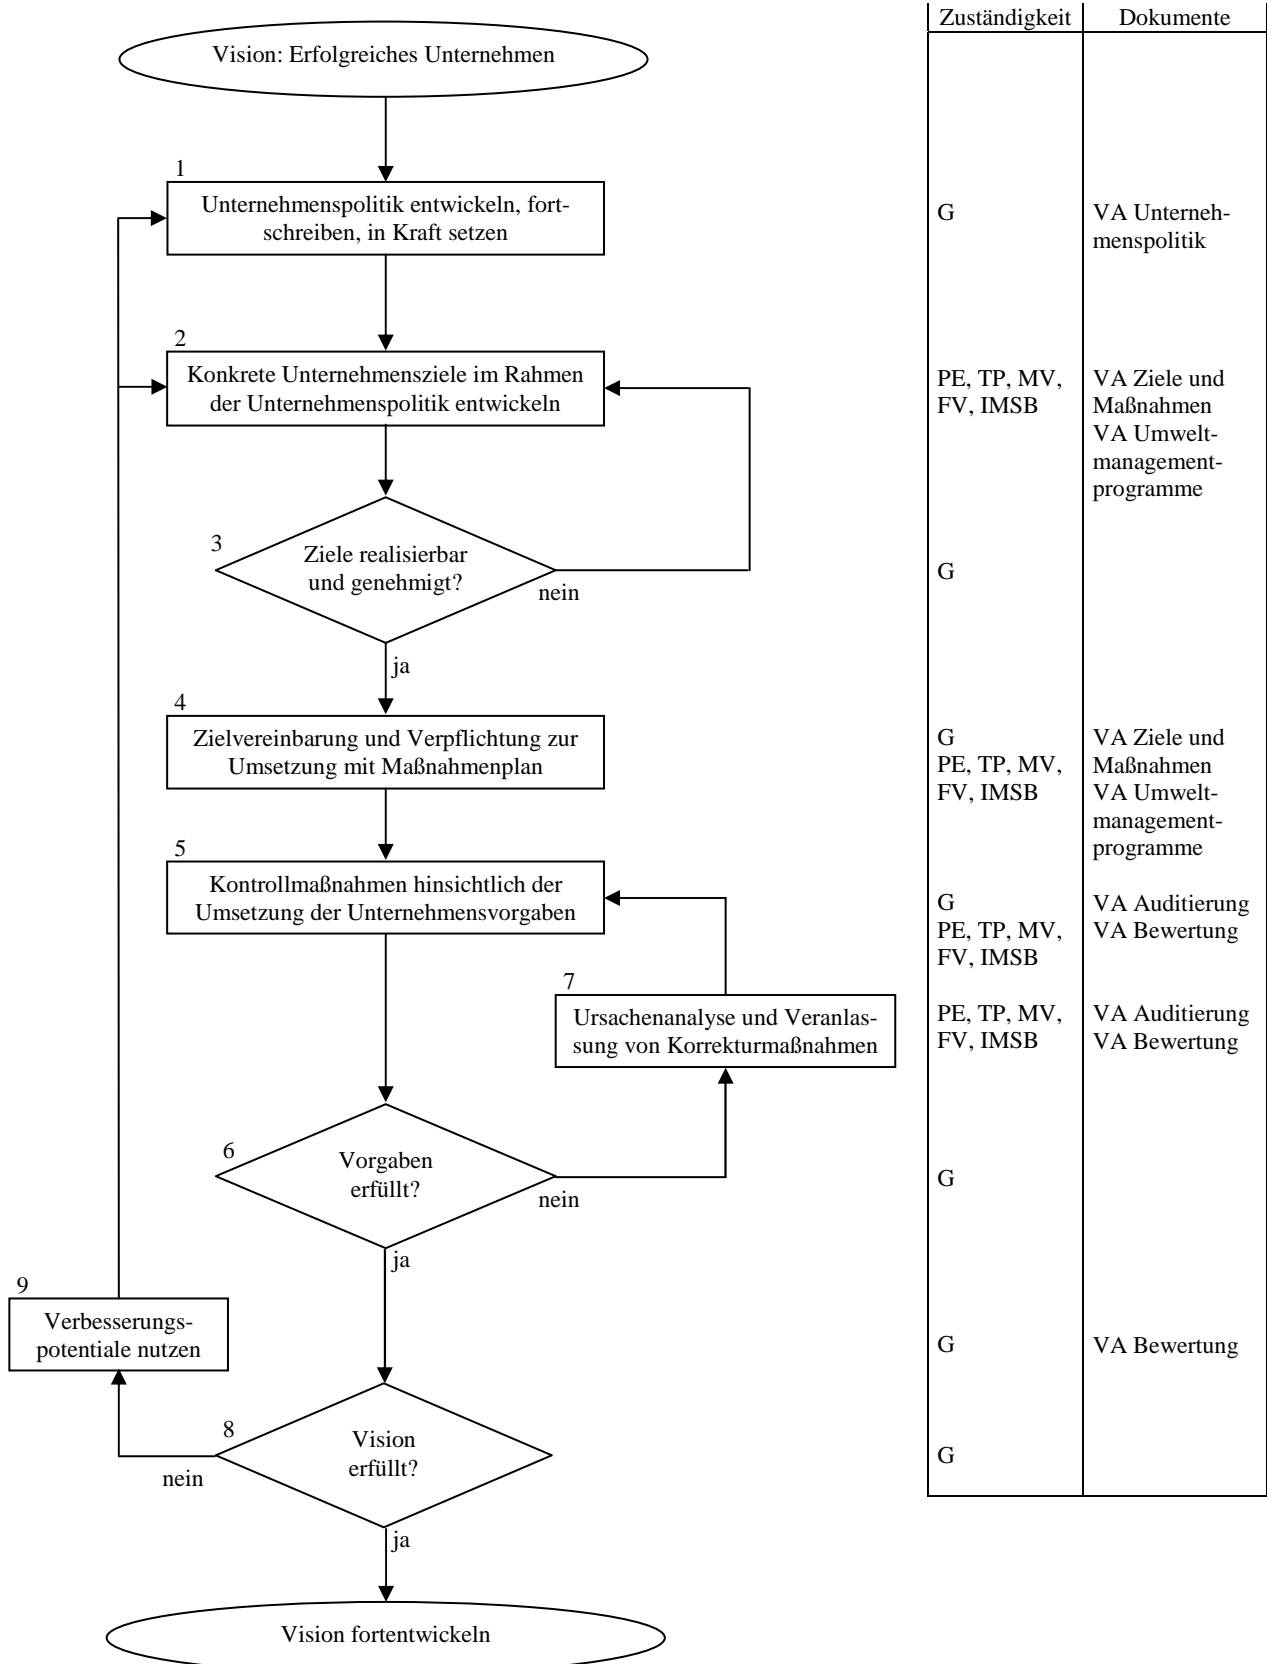 Zuständigkeit
Dokumente
Vision: Erfolgreiches Unternehmen
1
Unternehmenspolitik entwickeln, fort-
schreiben, in Kraft setzen
G
VA Unterneh-
menspolitik
2
Konkrete Unternehmensziele im Rahmen
der Unternehmenspolitik entwickeln
PE, TP, MV,
FV, IMSB
VA Ziele und
Maßnahmen
VA Umwelt-
management-
programme
3
Ziele realisierbar
und genehmigt?
nein
G
ja
4
Zielvereinbarung und Verpflichtung zur
Umsetzung mit Maßnahmenplan
G
PE, TP, MV,
FV, IMSB
VA Ziele und
Maßnahmen
VA Umwelt-
management-
programme
5
Kontrollmaßnahmen hinsichtlich der
Umsetzung der Unternehmensvorgaben
G
PE, TP, MV,
FV, IMSB
VA Auditierung
VA Bewertung
7
Ursachenanalyse und Veranlas-
sung von Korrekturmaßnahmen
PE, TP, MV,
FV, IMSB
VA Auditierung
VA Bewertung
6
Vorgaben
erfüllt?
nein
G
ja
9
Verbesserungs-
potentiale nutzen
G
VA Bewertung
8
Vision
erfüllt?
nein
G
ja
Vision fortentwickeln